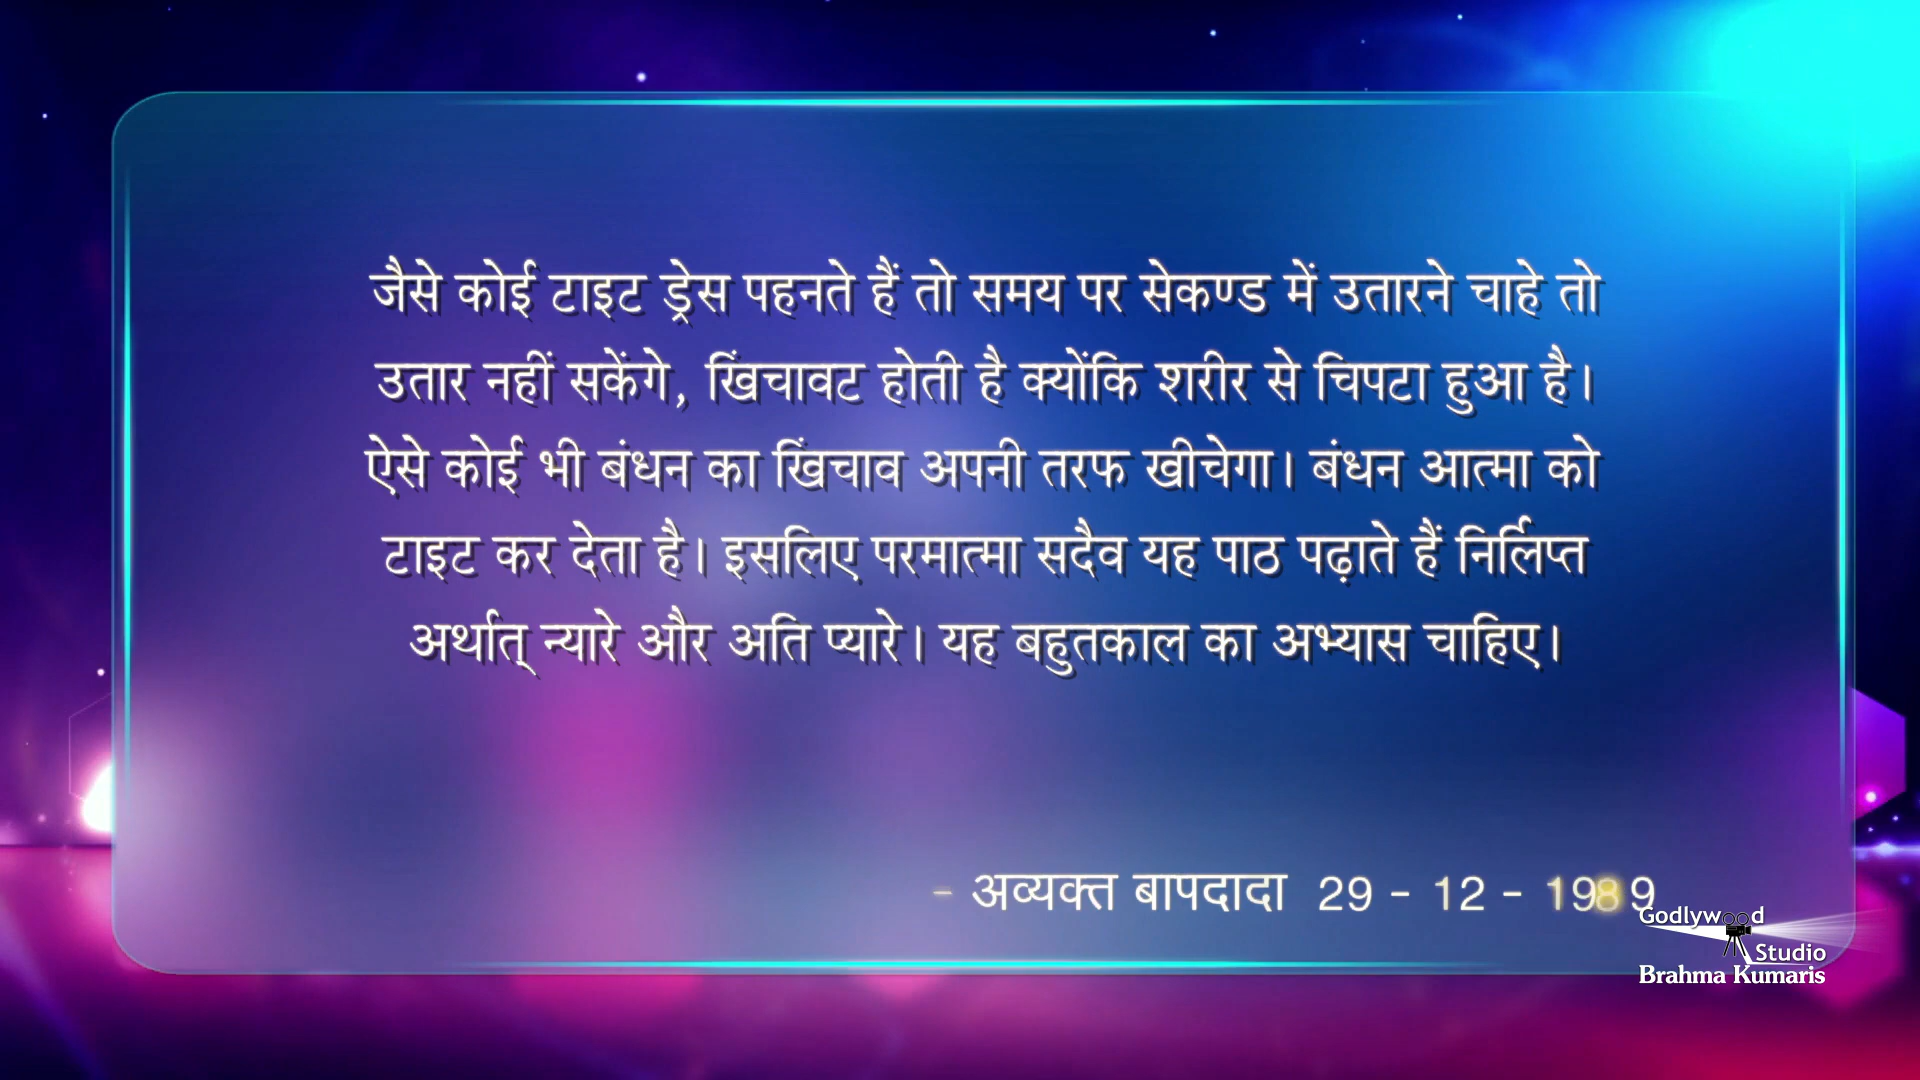 जैसे कोई टाइट ड्रेस पहनते हैं तो समय पर सेकण्ड में उतारने चाहे तो
उतार नहीं सकेंगे, खिंचावट होती है क्योंकि शरीर से चिपटा हुआ है।
ऐसे कोई भी बंधन का खिंचाव अपनी तरफ खीचेगा। बंधन आत्मा को
टाइट कर देता है। इसलिए परमात्मा सदैव यह पाठ पढ़ाते हैं निर्लिप्त
अर्थात् न्यारे और अति प्यारे। यह बहुतकाल का अभ्यास चाहिए।
- अव्यक्त बापदादा 29 - 12 - 1989
Godlywood
Studio
Brahma Kumaris